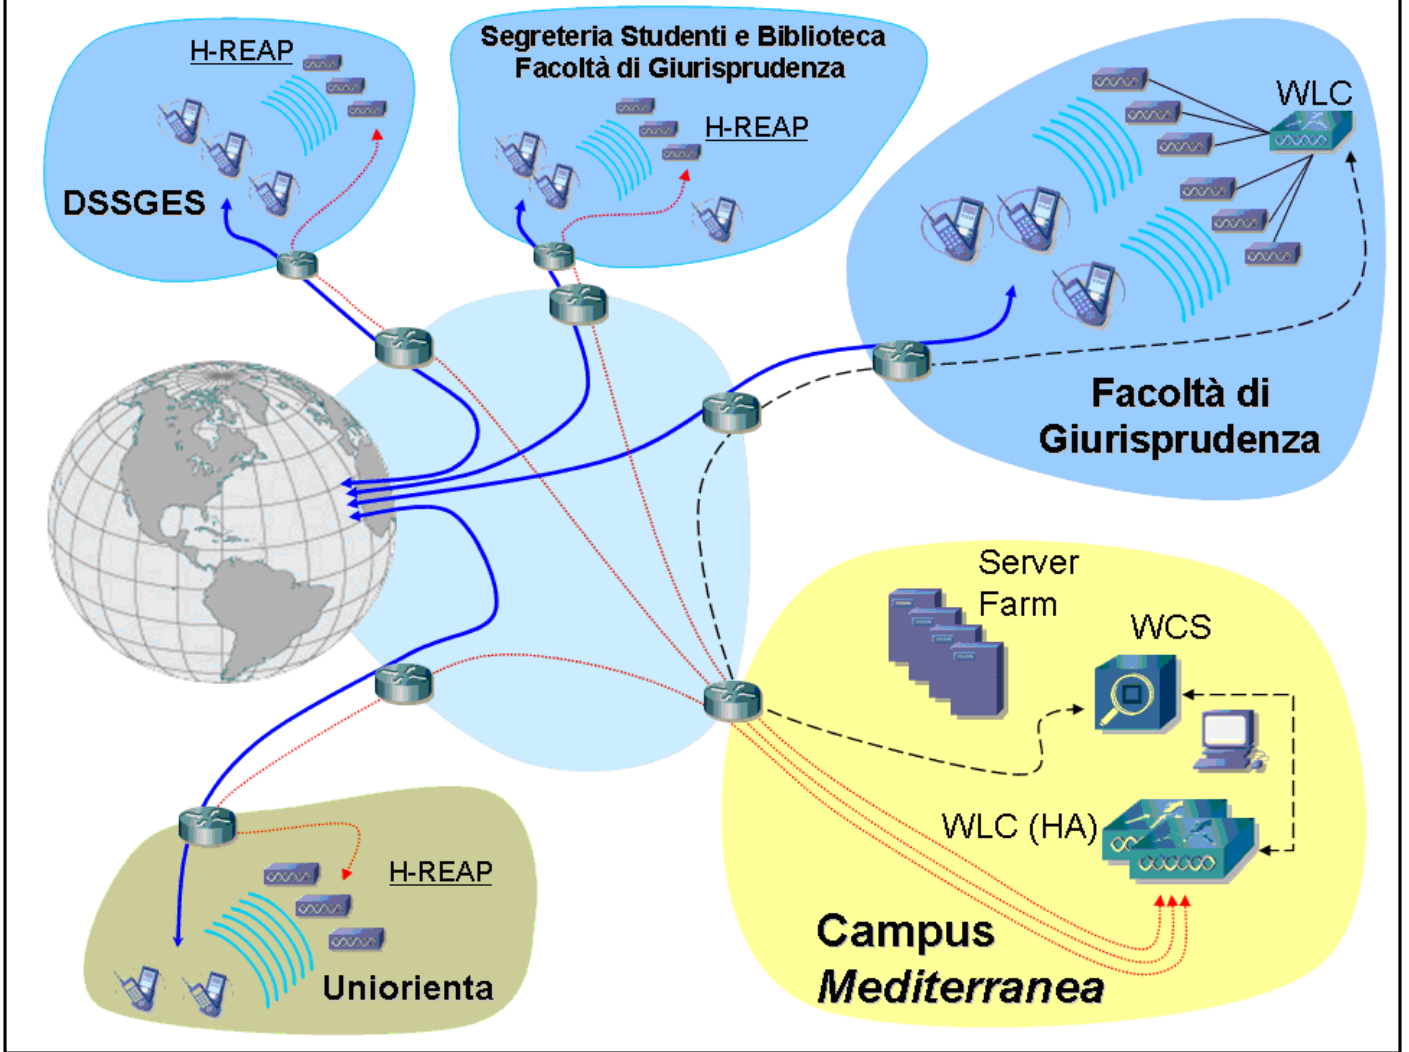 H-REAP
DSSGES
Segreteria Studenti e Biblioteca
Facoltà di Giurisprudenza
H-REAP
WLC
Facoltà di
Giurisprudenza
Server
Farm
WCS
WLC (HA)
Campus
Mediterranea
H-REAP
Uniorienta